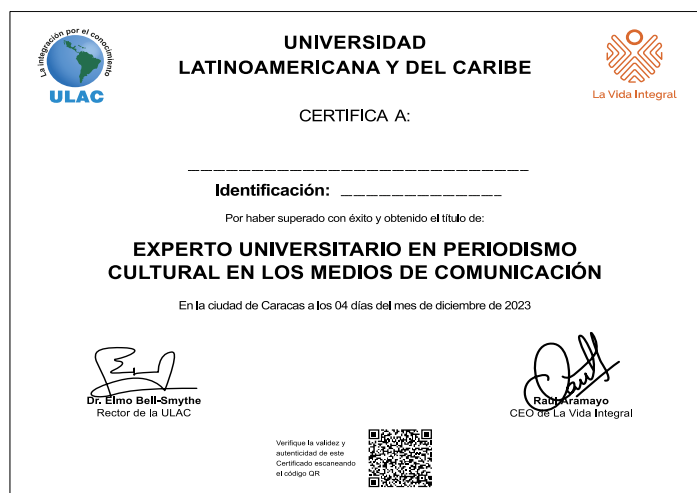 La integración por el conocimiento
ULAC
UNIVERSIDAD
LATINOAMERICANA Y DEL CARIBE
La Vida Integral
CERTIFICA A:
Identificación:
Por haber superado con éxito y obtenido el título de:
EXPERTO UNIVERSITARIO EN PERIODISMO
CULTURAL EN LOS MEDIOS DE COMUNICACIÓN
En la ciudad de Caracas a los 04 días del mes de diciembre de 2023
Dr. Elmo Bell-Smythe
Rector de la ULAC
Raúl Aramayo
CEO de La Vida Integral
Verifique la validez y
autenticidad de este
Certificado escaneando
el código QR